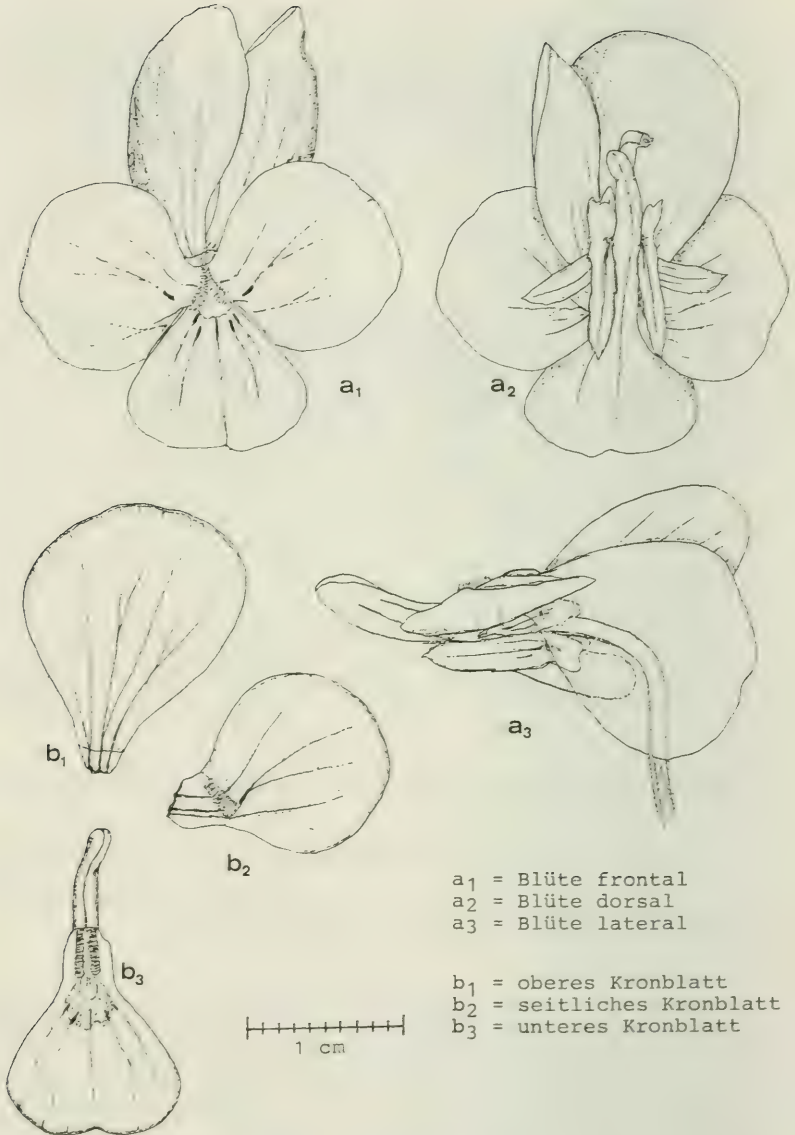 a₁
a₂
a₃
b₁
b₂
b₃
a₁ = Blüte frontal
a₂ = Blüte dorsal
a₃ = Blüte lateral
b₁ = oberes Kronblatt
b₂ = seitliches Kronblatt
b₃ = unteres Kronblatt
1 cm